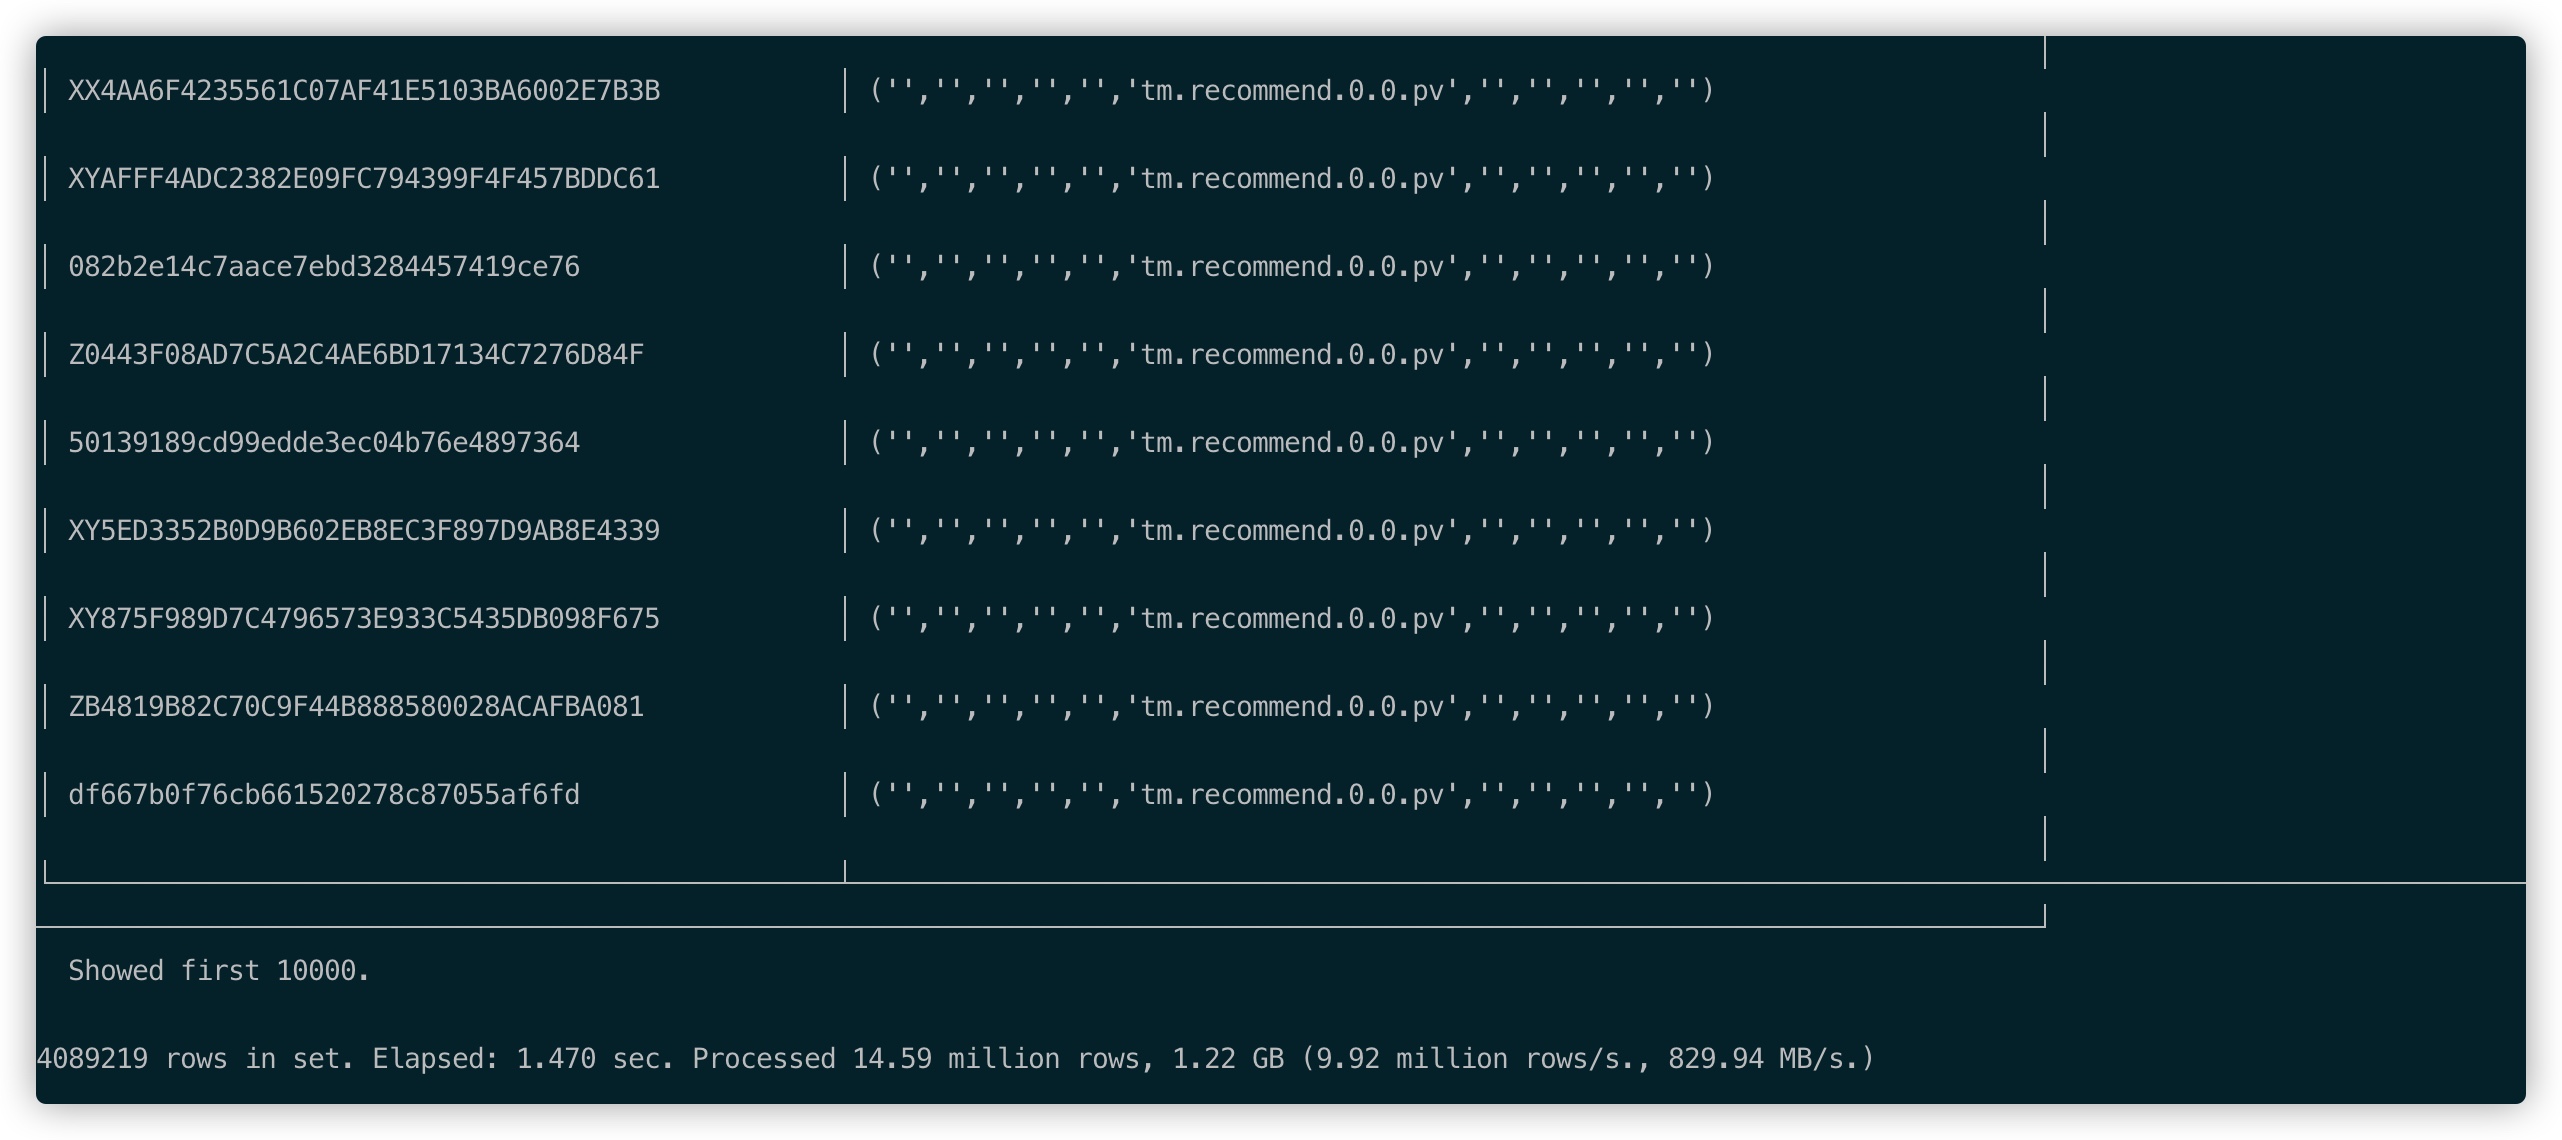 XX4AA6F4235561C07AF41E5103BA6002E7B3B ('','','','','','tm.recommend.0.0.pv','','','','','')
XYAFFF4ADC2382E09FC794399F4F457BDDC61 ('','','','','','tm.recommend.0.0.pv','','','','','')
082b2e14c7aace7ebd3284457419ce76 ('','','','','','tm.recommend.0.0.pv','','','','','')
Z0443F08AD7C5A2C4AE6BD17134C7276D84F ('','','','','','tm.recommend.0.0.pv','','','','','')
50139189cd99edde3ec04b76e4897364 ('','','','','','tm.recommend.0.0.pv','','','','','')
XY5ED3352B0D9B602EB8EC3F897D9AB8E4339 ('','','','','','tm.recommend.0.0.pv','','','','','')
XY875F989D7C4796573E933C5435DB098F675 ('','','','','','tm.recommend.0.0.pv','','','','','')
ZB4819B82C70C9F44B888580028ACAFBA081 ('','','','','','tm.recommend.0.0.pv','','','','','')
df667b0f76cb661520278c87055af6fd ('','','','','','tm.recommend.0.0.pv','','','','','')
Showed first 10000.
4089219 rows in set. Elapsed: 1.470 sec. Processed 14.59 million rows, 1.22 GB (9.92 million rows/s., 829.94 MB/s.)